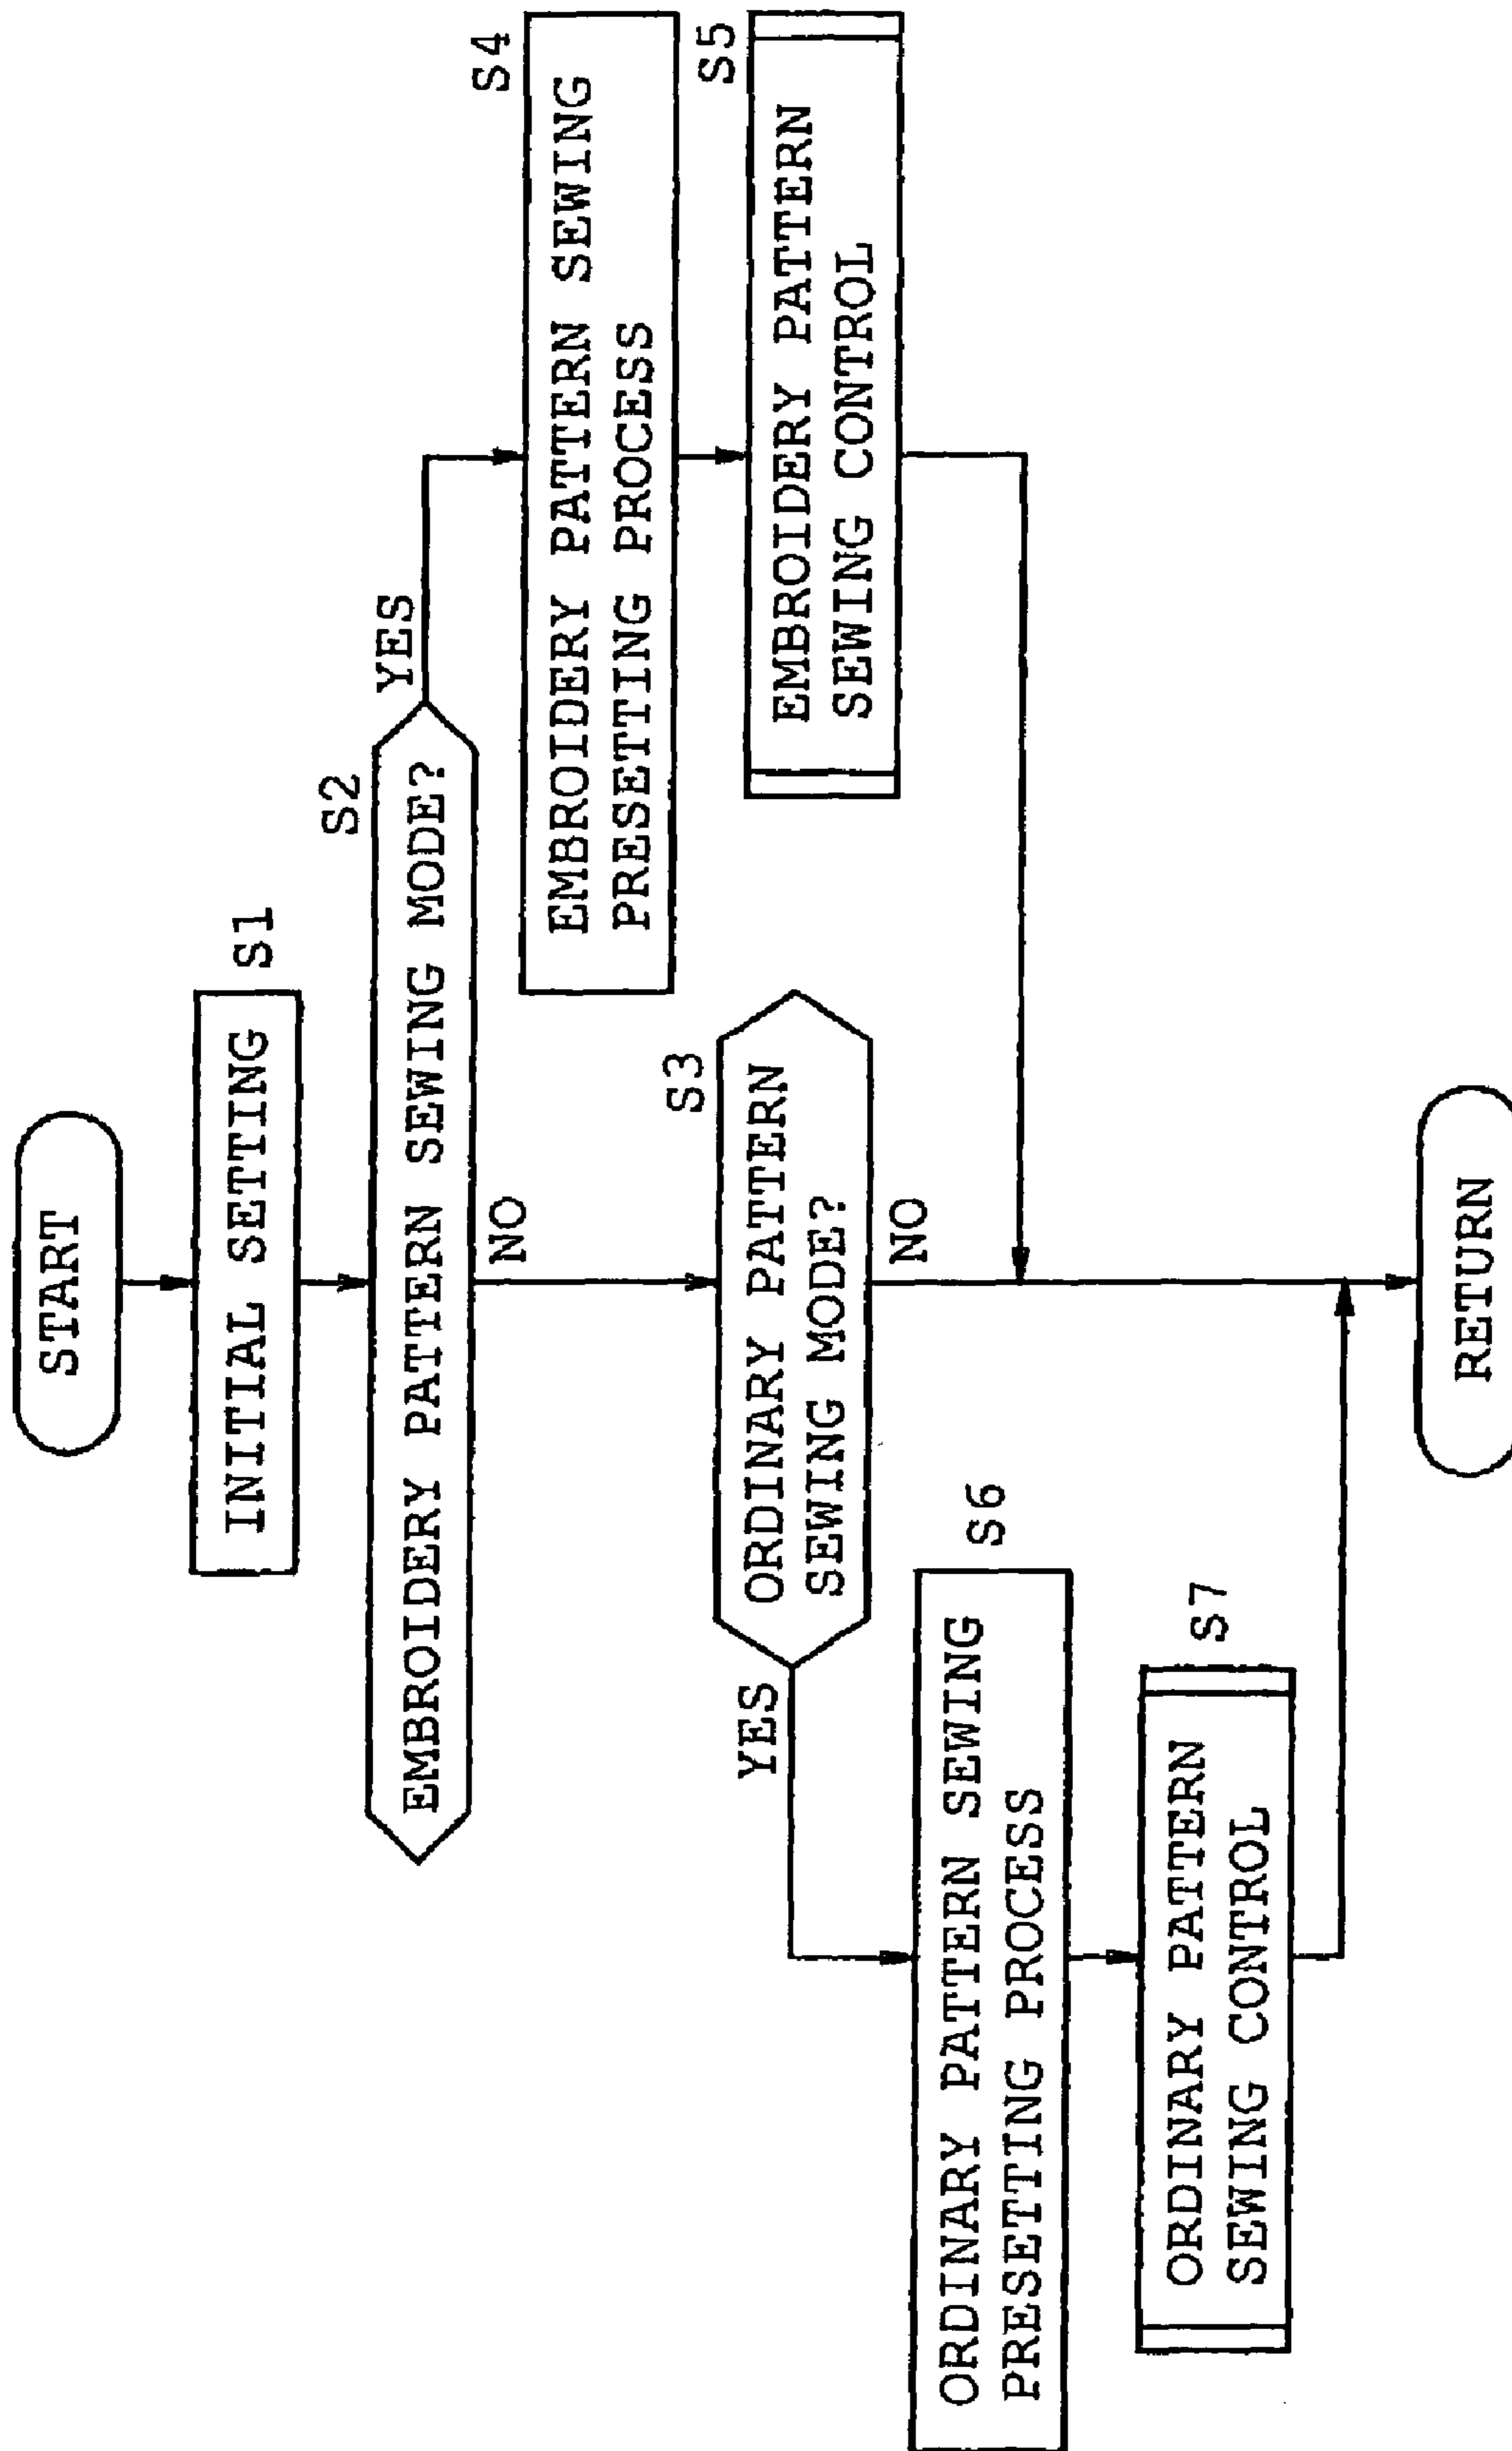 START
INITIAL SETTING
S1
EMBROIDERY PATTERN SEWING MODE?
S2
YES
NO
EMBROIDERY PATTERN SEWING
PRESETTING PROCESS
S4
EMBROIDERY PATTERN
SEWING CONTROL
S5
ORDINARY PATTERN
SEWING MODE?
S3
YES
NO
ORDINARY PATTERN SEWING
PRESETTING PROCESS
S6
ORDINARY PATTERN
SEWING CONTROL
S7
RETURN